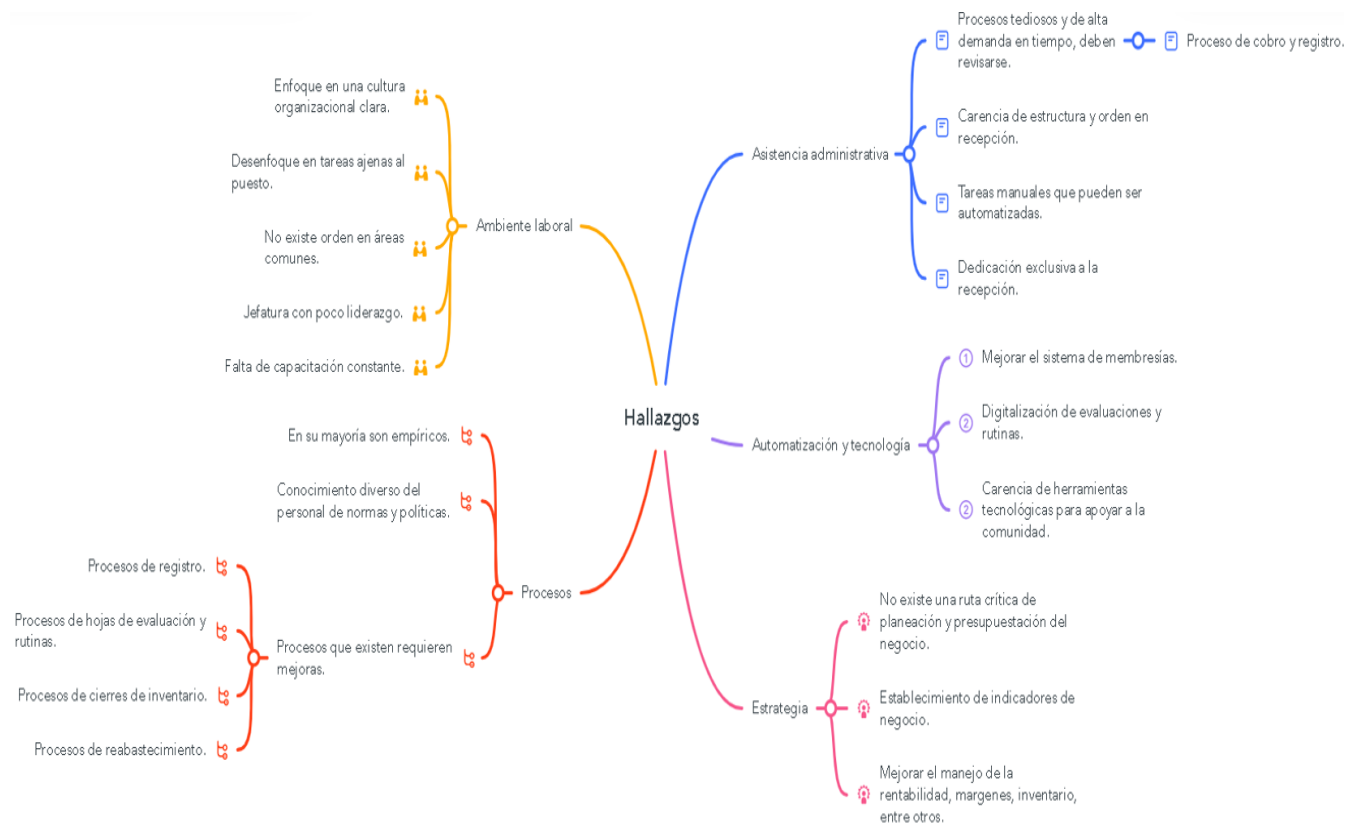 Hallazgos
Asistencia administrativa
Procesos tediosos y de alta
demanda en tiempo, deben
revisarse.
Proceso de cobro y registro.
Carencia de estructura y orden en
recepción.
Tareas manuales que pueden ser
automatizadas.
Dedicación exclusiva a la
recepción.
Automatización y tecnología
1
Mejorar el sistema de membresías.
2
Digitalización de evaluaciones y
rutinas.
2
Carencia de herramientas
tecnológicas para apoyar a la
comunidad.
Estrategia
No existe una ruta crítica de
planeación y presupuestación del
negocio.
Establecimiento de indicadores de
negocio.
Mejorar el manejo de la
rentabilidad, margenes, inventario,
entre otros.
Ambiente laboral
Enfoque en una cultura
organizacional clara.
Desenfoque en tareas ajenas al
puesto.
No existe orden en áreas
comunes.
Jefatura con poco liderazgo.
Falta de capacitación constante.
Procesos
En su mayoría son empíricos.
Conocimiento diverso del
personal de normas y políticas.
Procesos que existen requieren
mejoras.
Procesos de registro.
Procesos de hojas de evaluación y
rutinas.
Procesos de cierres de inventario.
Procesos de reabastecimiento.